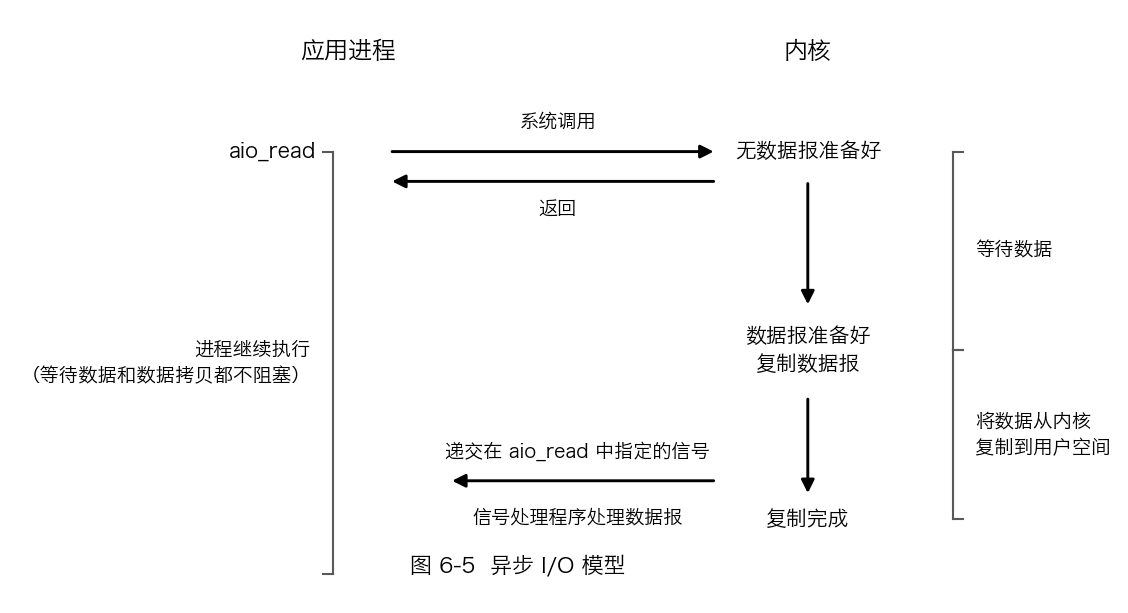 应用进程
内核
系统调用
aio_read
无数据报准备好
返回
等待数据
数据报准备好
复制数据报
进程继续执行
（等待数据和数据拷贝都不阻塞）
将数据从内核
复制到用户空间
递交在 aio_read 中指定的信号
信号处理程序处理数据报
复制完成
图 6-5 异步 I/O 模型